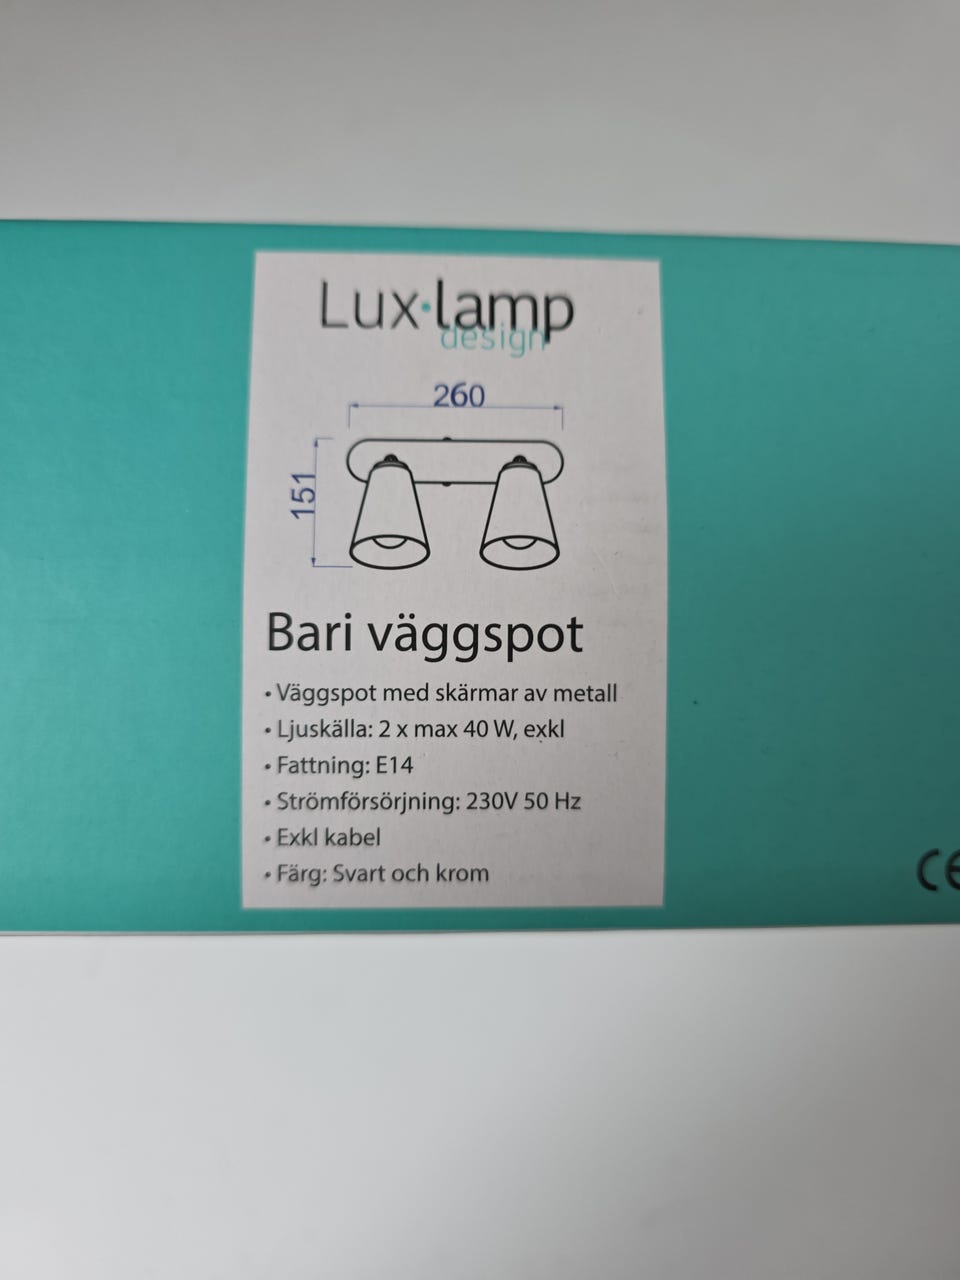 Lux·lamp
design
260
151
Bari väggspot
• Väggspot med skärmar av metall
• Ljuskälla: 2 x max 40 W, exkl
• Fattning: E14
• Strömförsörjning: 230V 50 Hz
• Exkl kabel
• Färg: Svart och krom
CE